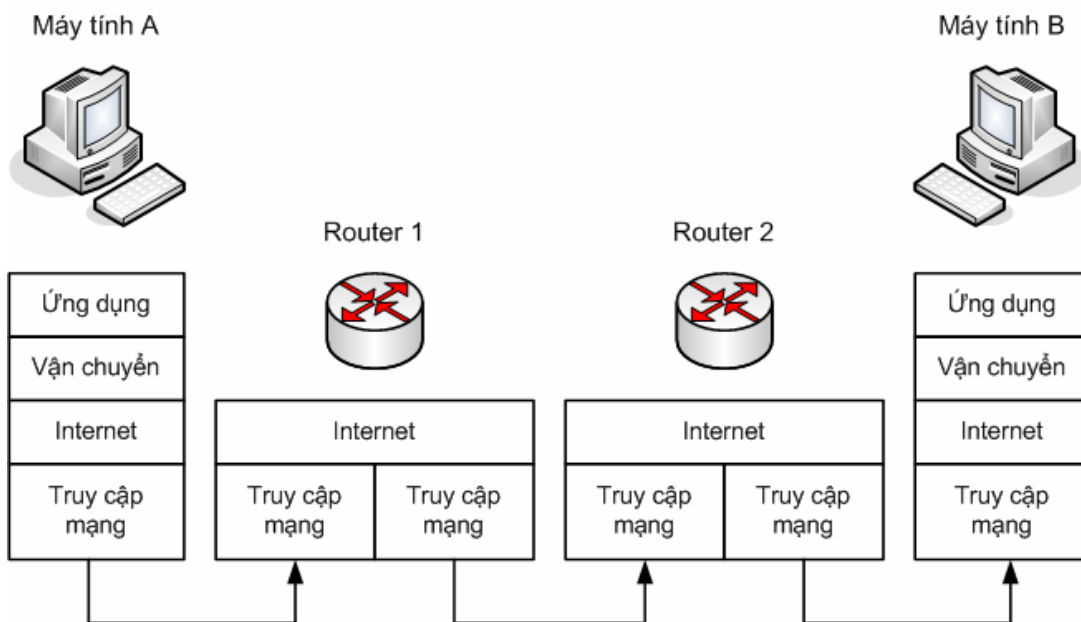 Máy tính A
Máy tính B
Router 1
Router 2
Ứng dụng
Vận chuyển
Internet
Truy cập
mạng
Internet
Truy cập
mạng
Truy cập
mạng
Internet
Truy cập
mạng
Truy cập
mạng
Ứng dụng
Vận chuyển
Internet
Truy cập
mạng